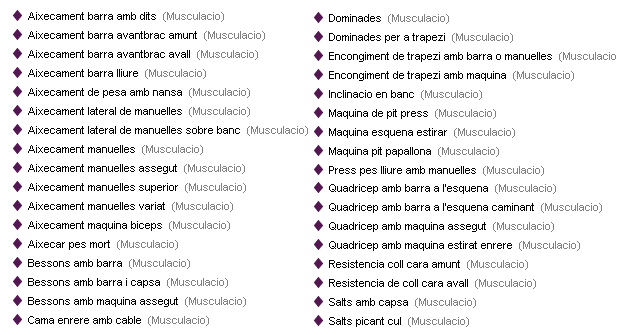 Aixecament barra amb dits (Musculacio)
Aixecament barra avantbrac amunt (Musculacio)
Aixecament barra avantbrac avall (Musculacio)
Aixecament barra lliure (Musculacio)
Aixecament de pesa amb nansa (Musculacio)
Aixecament lateral de manuelles (Musculacio)
Aixecament lateral de manuelles sobre banc (Musculacio)
Aixecament manuelles (Musculacio)
Aixecament manuelles assegut (Musculacio)
Aixecament manuelles superior (Musculacio)
Aixecament manuelles variat (Musculacio)
Aixecament maquina biceps (Musculacio)
Aixecar pes mort (Musculacio)
Bessons amb barra (Musculacio)
Bessons amb barra i capsa (Musculacio)
Bessons amb maquina assegut (Musculacio)
Cama enrere amb cable (Musculacio)
Dominades (Musculacio)
Dominades per a trapezi (Musculacio)
Encongiment de trapezi amb barra o manuelles (Musculacio
Encongiment de trapezi amb maquina (Musculacio)
Inclinacio en banc (Musculacio)
Maquina de pit press (Musculacio)
Maquina esquena estirar (Musculacio)
Maquina pit papallona (Musculacio)
Press pes lliure amb manuelles (Musculacio)
Quadricep amb barra a l'esquena (Musculacio)
Quadricep amb barra a l'esquena caminant (Musculacio)
Quadricep amb maquina assegut (Musculacio)
Quadricep amb maquina estirat enrere (Musculacio)
Resistencia coll cara amunt (Musculacio)
Resistencia de coll cara avall (Musculacio)
Salts amb capsa (Musculacio)
Salts picant cul (Musculacio)